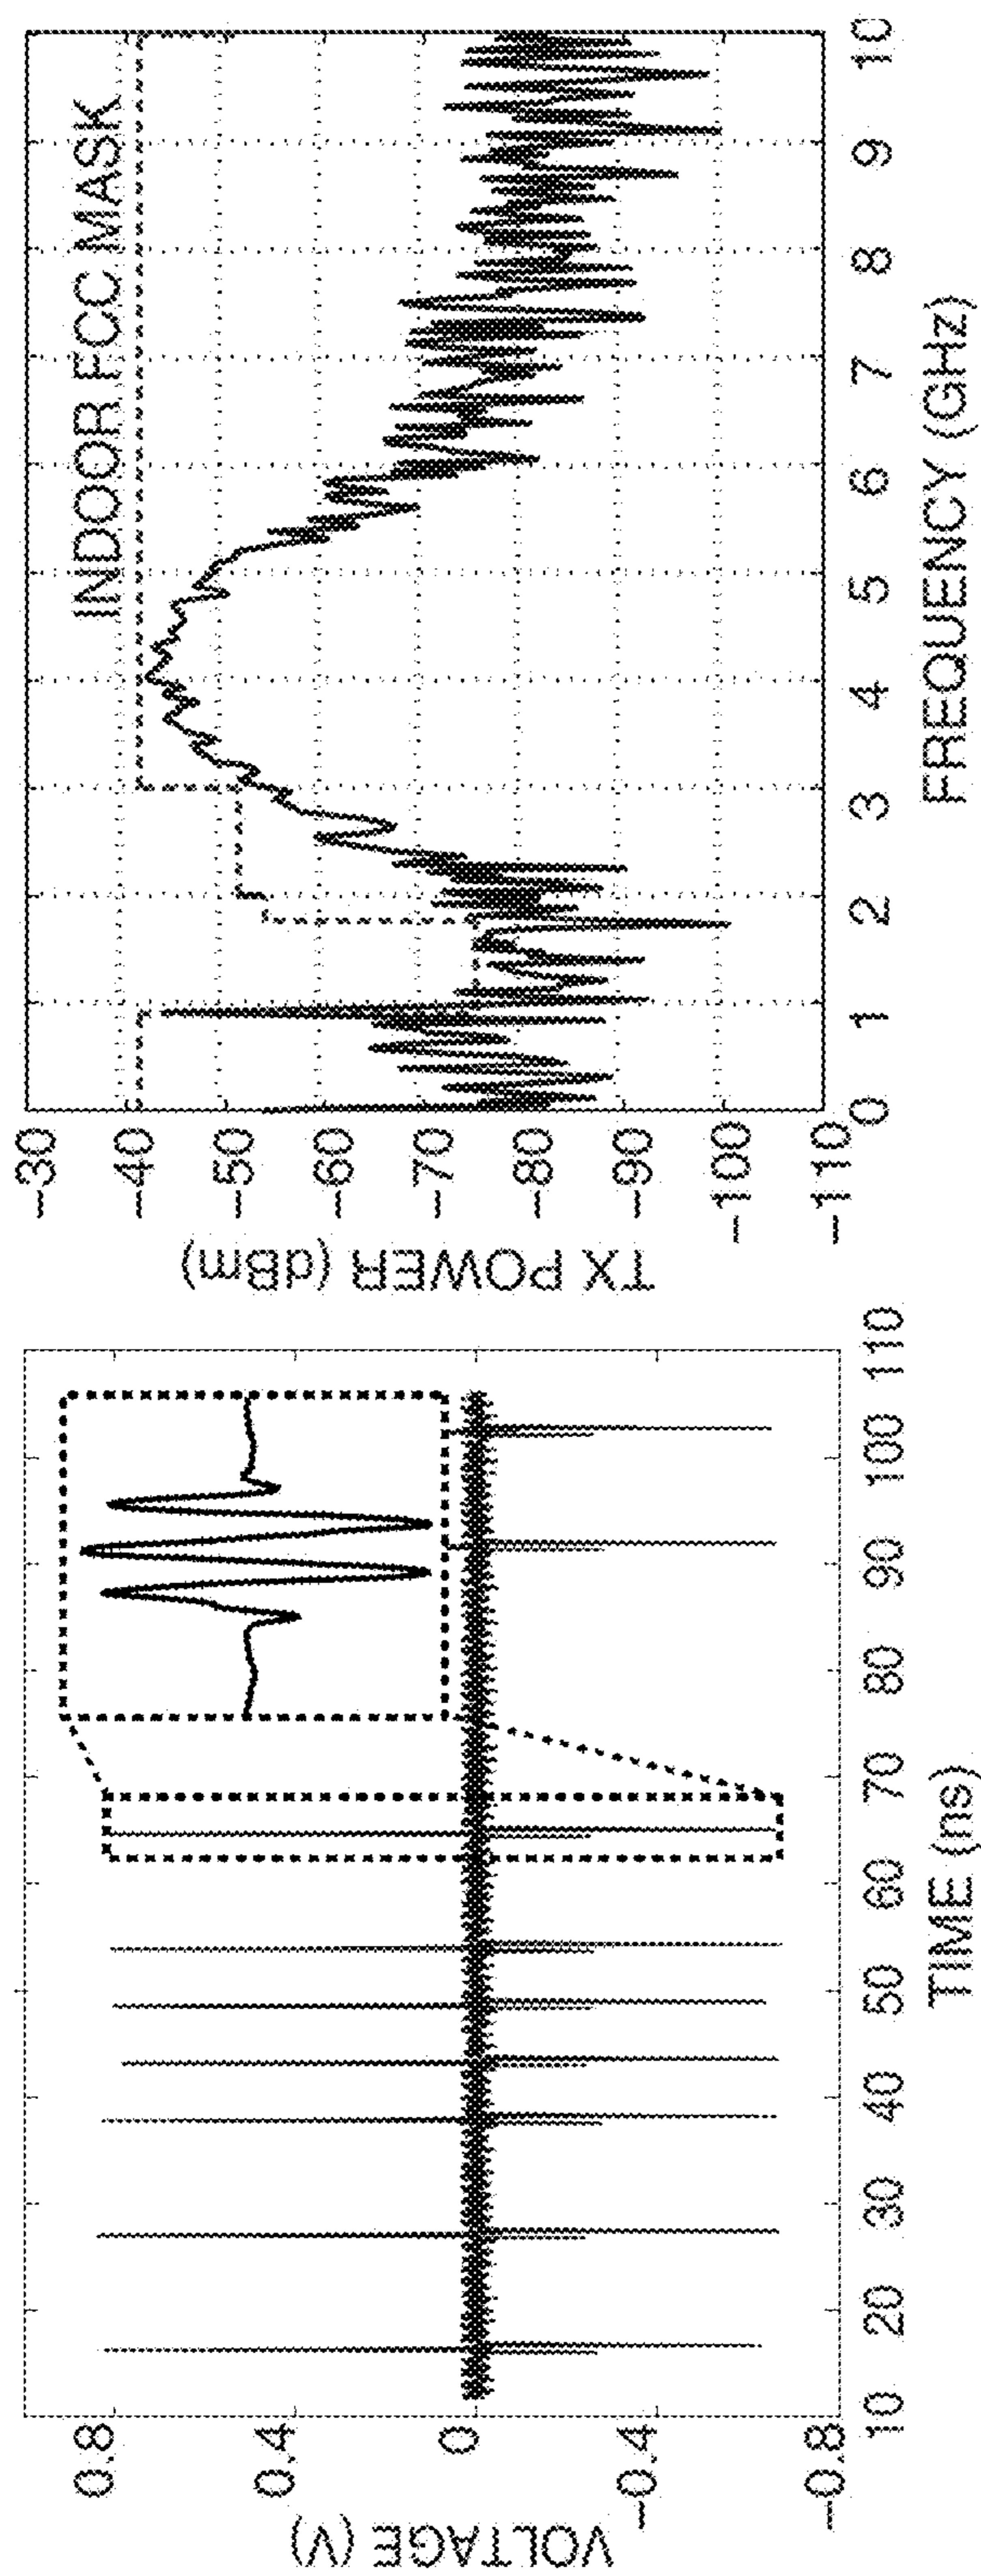 VOLTAGE (V)
0.8
0.4
0
-0.4
-0.8
10 20 30 40 50 60 70 80 90 100 110
TIME (ns)
INDOOR FCC MASK
TX POWER (dBm)
-30
-40
-50
-60
-70
-80
-90
-100
-110
0 1 2 3 4 5 6 7 8 9 10
FREQUENCY (GHz)